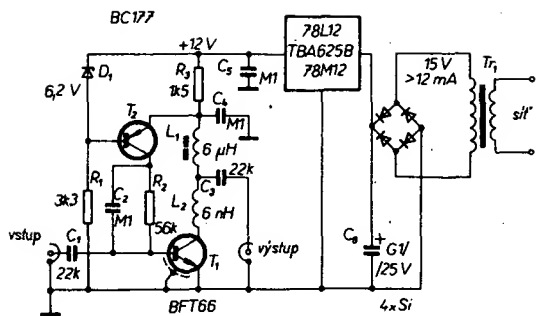 BC177
+12 V
78L12
TBA625B
78M12
15 V
>12 mA
Tr1
síť
D1
6,2 V
R3
1k5
C5
M1
T2
C4
M1
L1
6 μH
22k
C3
R1
3k3
C2
M1
R2
56k
L2
6 nH
vstup
C1
22k
T1
výstup
C6
+
G1/
/25 V
BFT66
4×Si